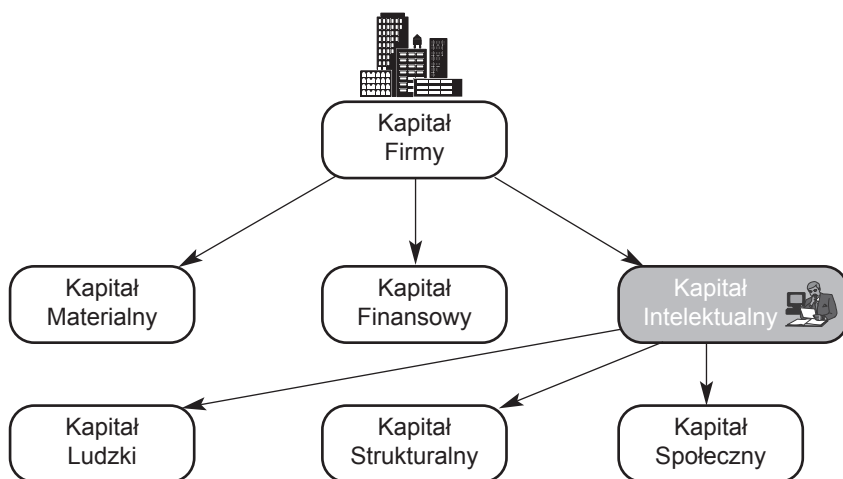 Kapitał
Firmy
Kapitał
Materialny
Kapitał
Finansowy
Kapitał
Intelektualny
Kapitał
Ludzki
Kapitał
Strukturalny
Kapitał
Społeczny